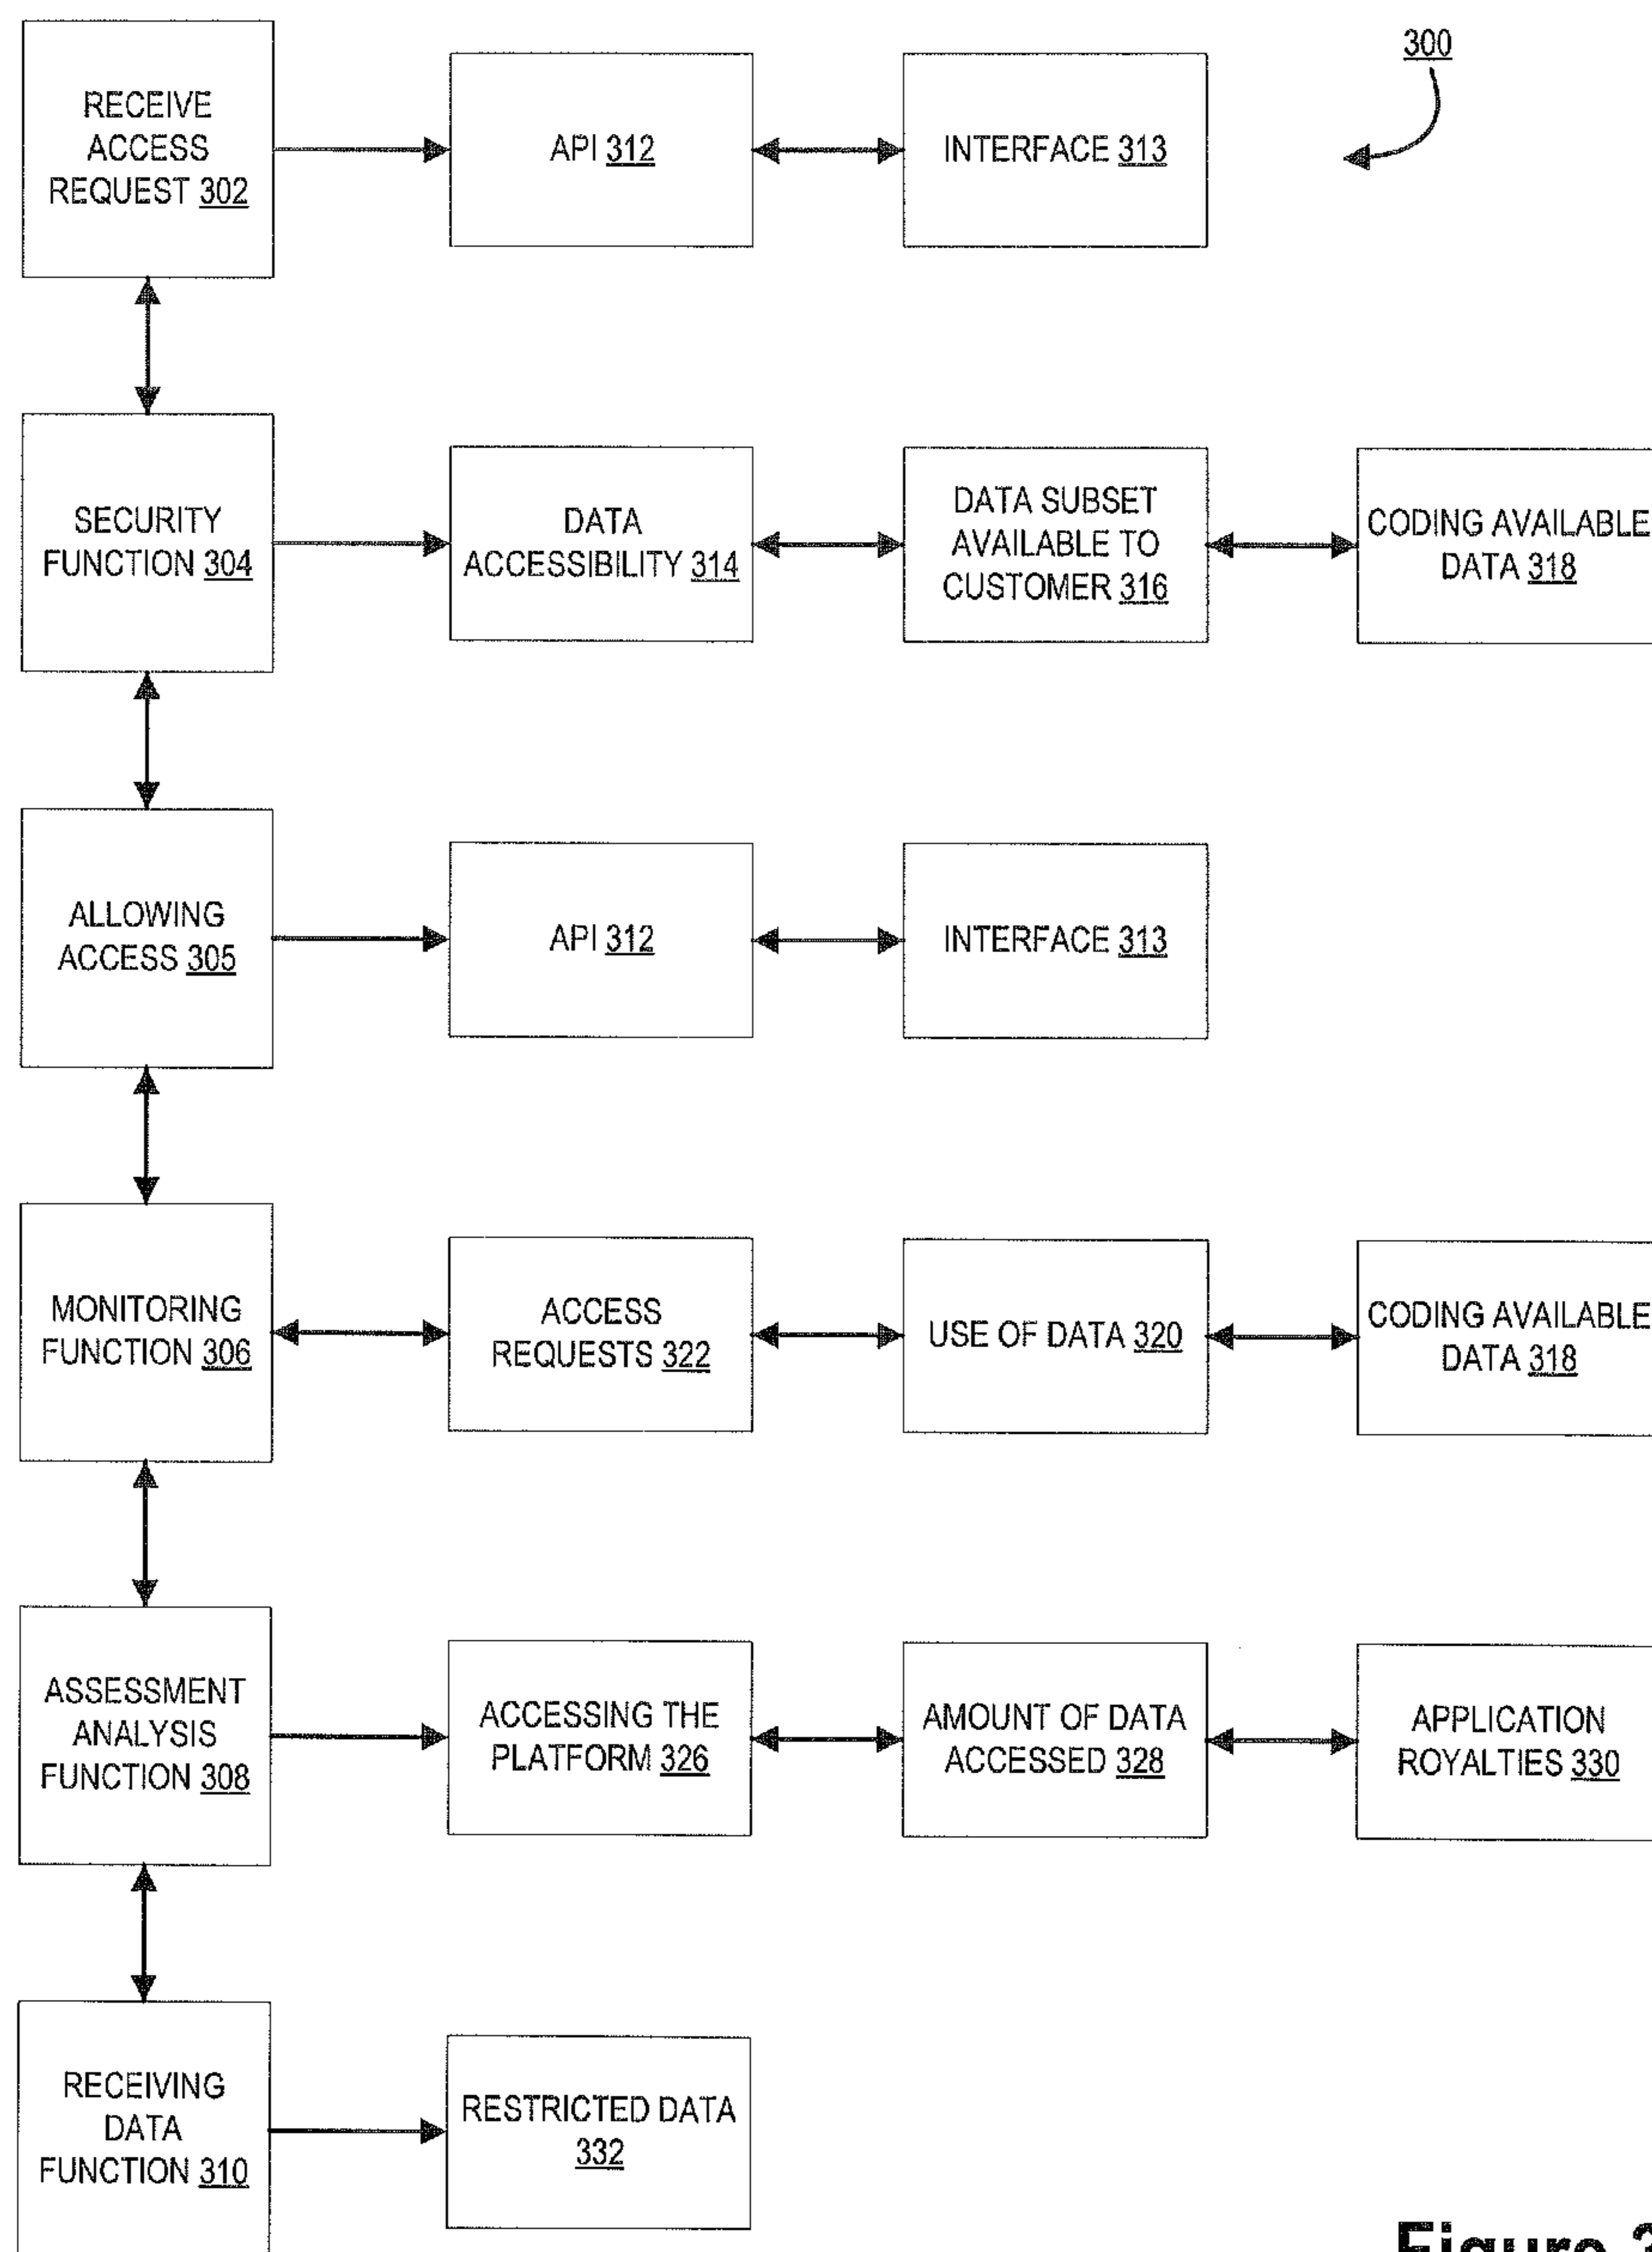 300
RECEIVE
ACCESS
REQUEST 302
API 312
INTERFACE 313
SECURITY
FUNCTION 304
DATA
ACCESSIBILITY 314
DATA SUBSET
AVAILABLE TO
CUSTOMER 316
CODING AVAILABLE
DATA 318
ALLOWING
ACCESS 305
API 312
INTERFACE 313
MONITORING
FUNCTION 306
ACCESS
REQUESTS 322
USE OF DATA 320
CODING AVAILABLE
DATA 318
ASSESSMENT
ANALYSIS
FUNCTION 308
ACCESSING THE
PLATFORM 326
AMOUNT OF DATA
ACCESSED 328
APPLICATION
ROYALTIES 330
RECEIVING
DATA
FUNCTION 310
RESTRICTED DATA
332
Figure 3